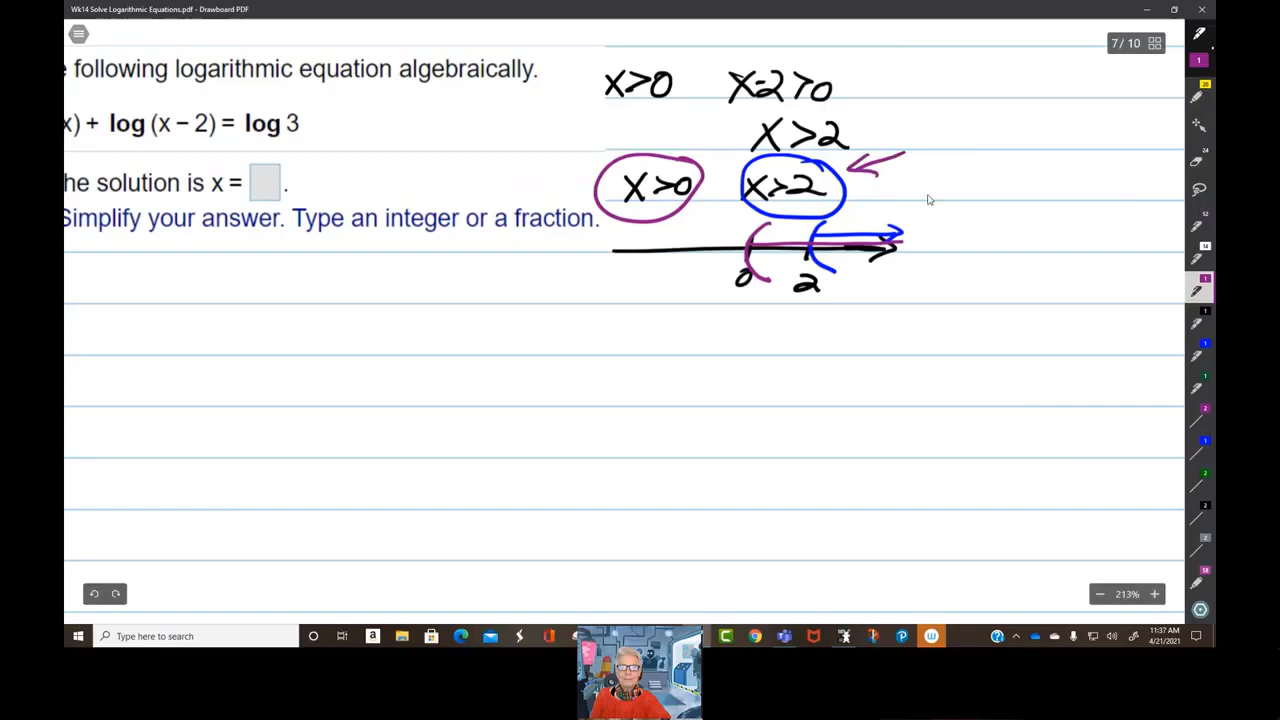 Wk14 Solve Logarithmic Equations.pdf - Drawboard PDF
7/10
following logarithmic equation algebraically.
x) + log (x − 2) = log 3
he solution is x = .
Simplify your answer. Type an integer or a fraction.
x>0 x-2>0
x>2
x>0 x>2
0 2
213%
Type here to search
11:37 AM
4/21/2021